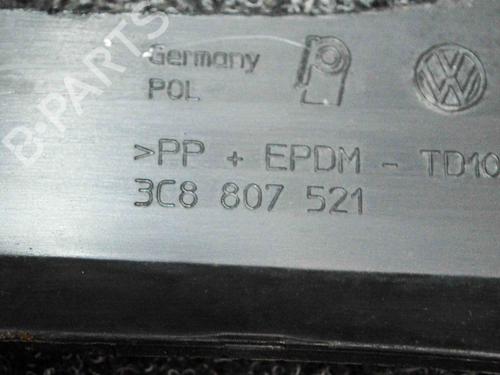 Germany
POL
>PP + EPDM - TD10
3C8 807 521
B-PARTS